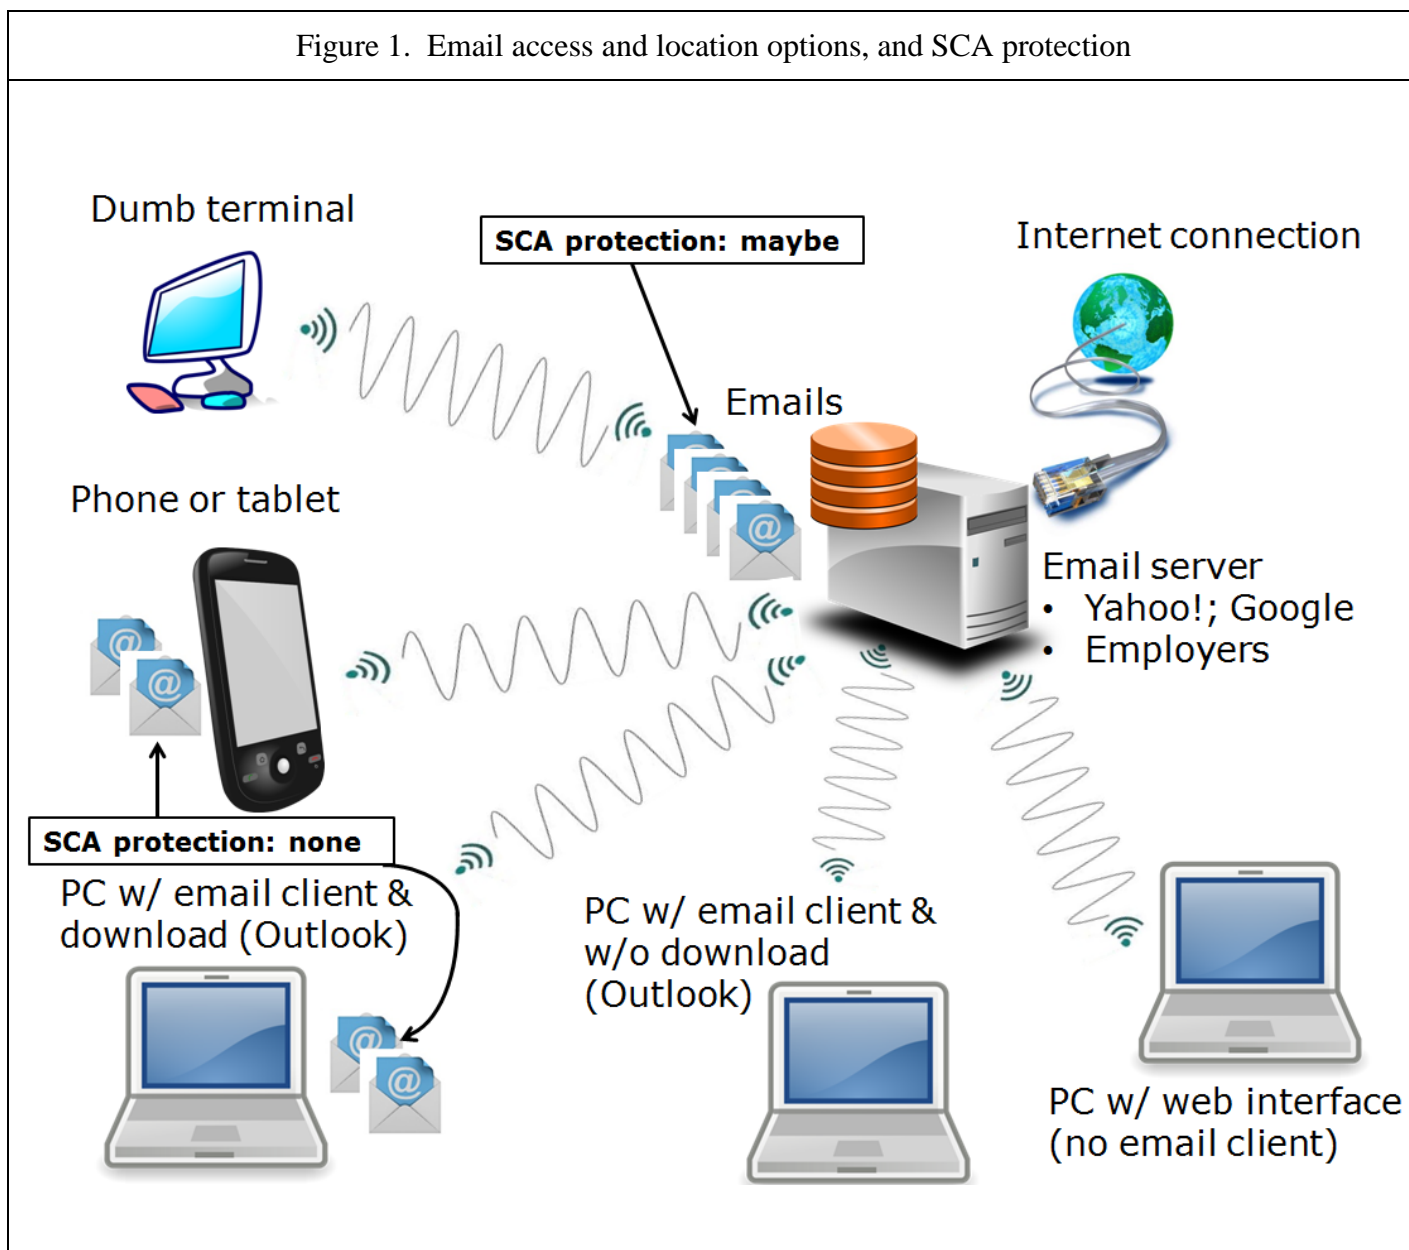 Figure 1.  Email access and location options, and SCA protection
Dumb terminal
SCA protection: maybe
Internet connection
Emails
Phone or tablet
Email server
• Yahoo!; Google
• Employers
SCA protection: none
PC w/ email client &
download (Outlook)
PC w/ email client &
w/o download
(Outlook)
PC w/ web interface
(no email client)